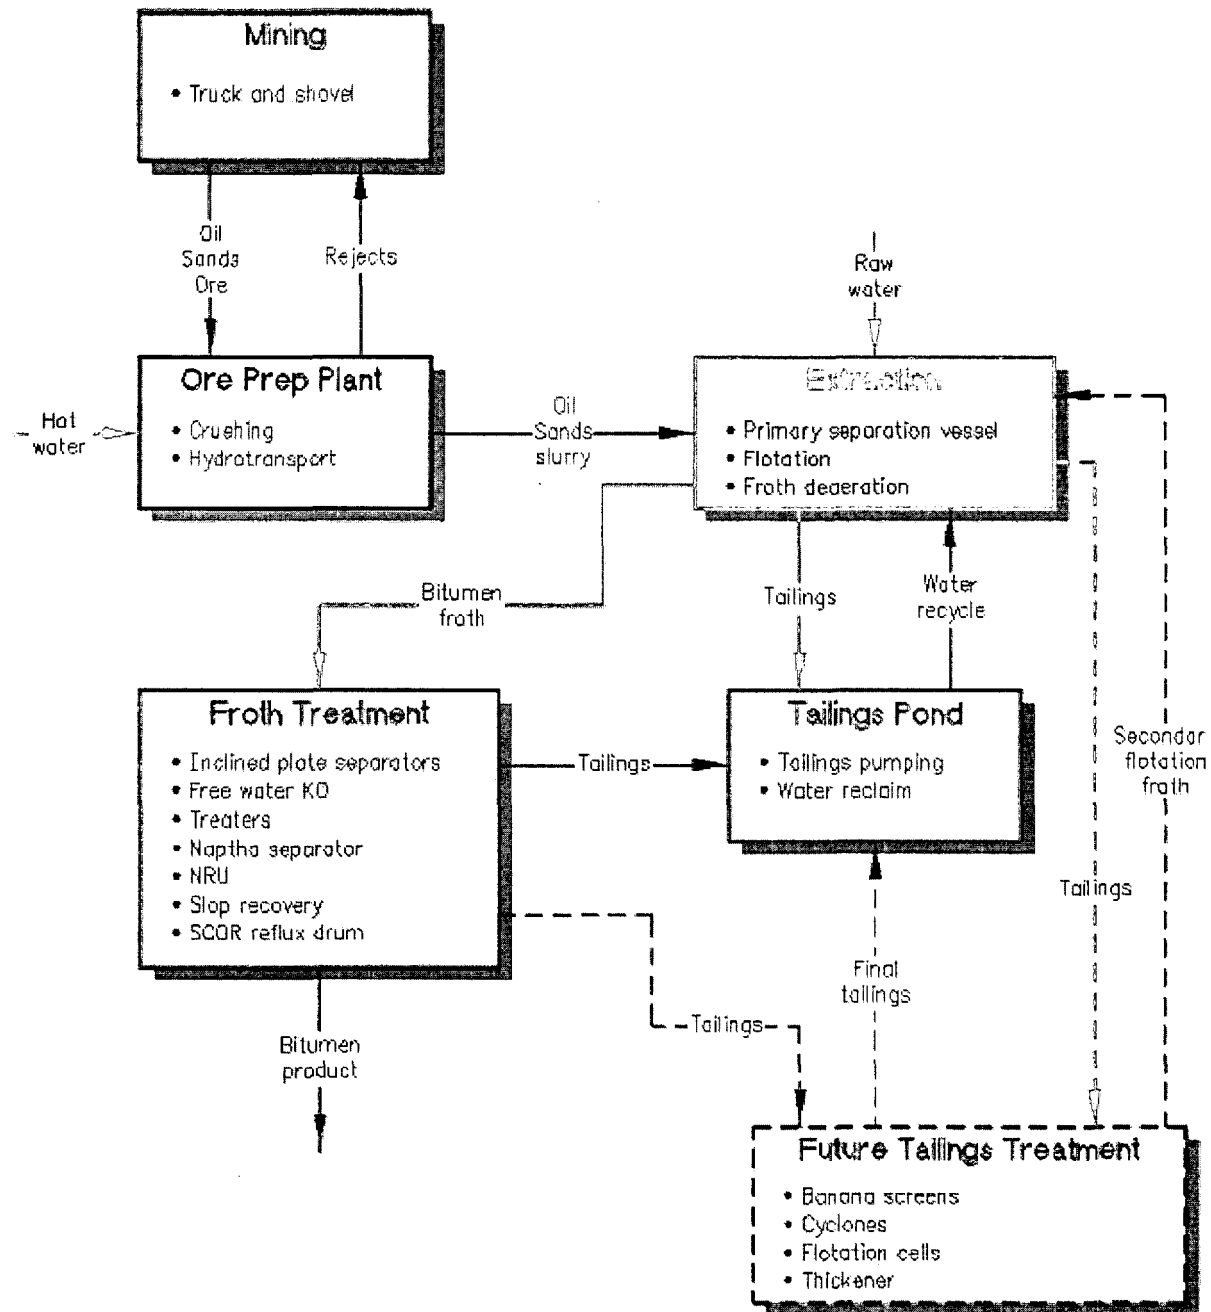 Mining
• Truck and shovel
Oil
Sands
Ore
Rejects
Raw
water
Ore Prep Plant
• Crushing
• Hydrotransport
Hot
water
Oil
Sands
slurry
Extraction
• Primary separation vessel
• Flotation
• Froth deaeration
Bitumen
froth
Tailings
Water
recycle
Froth Treatment
• Inclined plate separators
• Free water KO
• Treaters
• Naptha separator
• NRU
• Slop recovery
• SCOR reflux drum
Tailings
Tailings Pond
• Tailings pumping
• Water reclaim
Secondar
flotation
froth
Tailings
Final
tailings
Tailings
Bitumen
product
Future Tailings Treatment
• Banana screens
• Cyclones
• Flotation cells
• Thickener